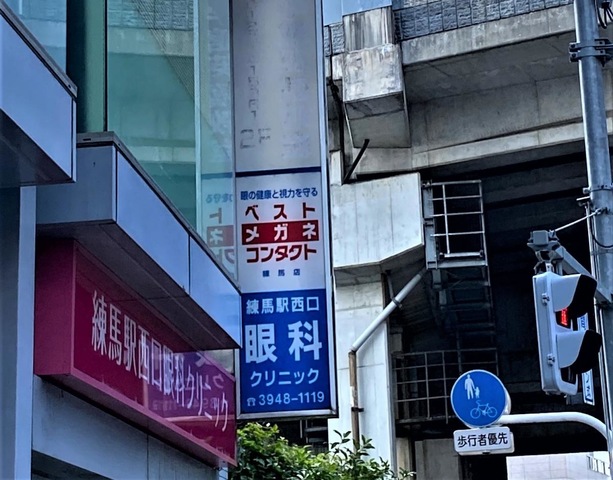 眼の健康と視力を守る
ベスト
メガネ
コンタクト
練馬店
練馬駅西口
眼科
クリニック
☎3948-1119
練馬駅西口眼科クリニック
歩行者優先